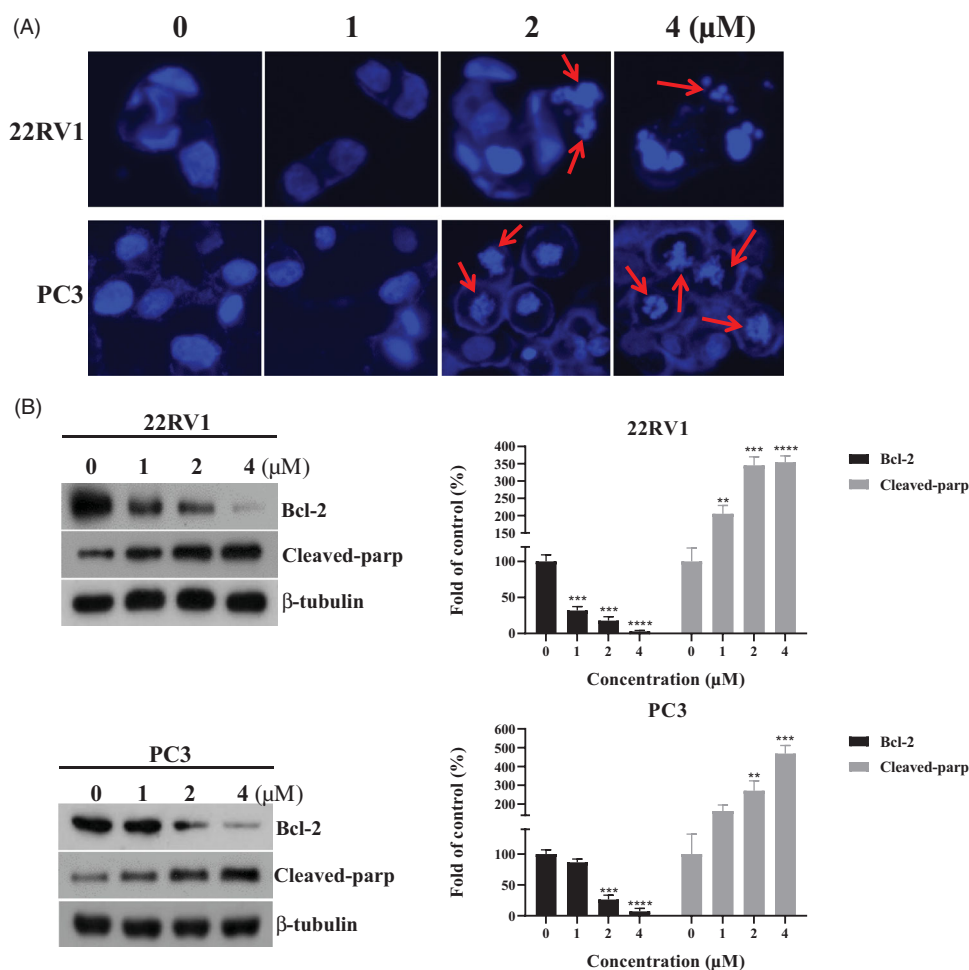 (A)
0 1 2 4 (μM)
22RV1
PC3
(B)
22RV1
0 1 2 4 (μM)
Bcl-2
Cleaved-parp
β-tubulin
22RV1
Fold of control (%)
400
350
300
250
200
150
100
50
0
*** *** **** ** *** ****
0 1 2 4 0 1 2 4
Concentration (μM)
Bcl-2
Cleaved-parp
PC3
0 1 2 4 (μM)
Bcl-2
Cleaved-parp
β-tubulin
PC3
Fold of control (%)
600
500
400
300
200
100
50
0
*** **** ** ***
0 1 2 4 0 1 2 4
Concentration (μM)
Bcl-2
Cleaved-parp